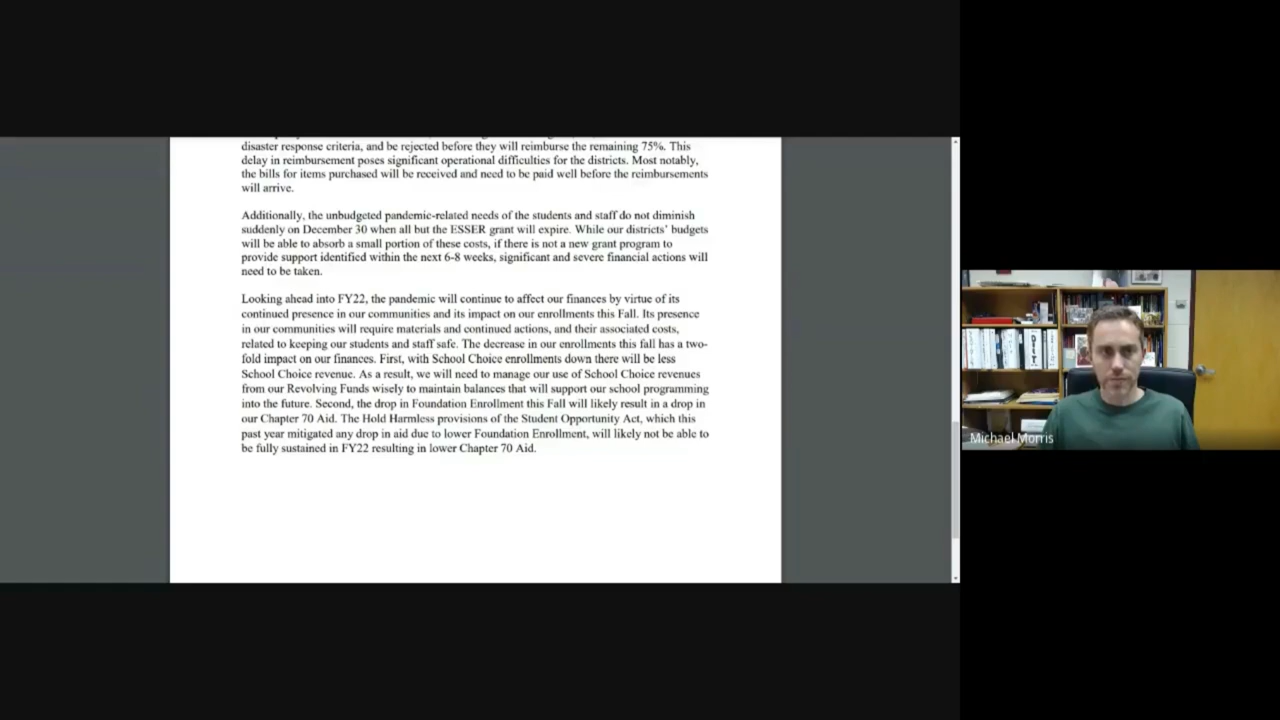 disaster response criteria, and be rejected before they will reimburse the remaining 75%. This
delay in reimbursement poses significant operational difficulties for the districts. Most notably,
the bills for items purchased will be received and need to be paid well before the reimbursements
will arrive.
Additionally, the unbudgeted pandemic-related needs of the students and staff do not diminish
suddenly on December 30 when all but the ESSER grant will expire. While our districts' budgets
will be able to absorb a small portion of these costs, if there is not a new grant program to
provide support identified within the next 6-8 weeks, significant and severe financial actions will
need to be taken.
Looking ahead into FY22, the pandemic will continue to affect our finances by virtue of its
continued presence in our communities and its impact on our enrollments this Fall. Its presence
in our communities will require materials and continued actions, and their associated costs,
related to keeping our students and staff safe. The decrease in our enrollments this fall has a two-
fold impact on our finances. First, with School Choice enrollments down there will be less
School Choice revenue. As a result, we will need to manage our use of School Choice revenues
from our Revolving Funds wisely to maintain balances that will support our school programming
into the future. Second, the drop in Foundation Enrollment this Fall will likely result in a drop in
our Chapter 70 Aid. The Hold Harmless provisions of the Student Opportunity Act, which this
past year mitigated any drop in aid due to lower Foundation Enrollment, will likely not be able to
be fully sustained in FY22 resulting in lower Chapter 70 Aid.
Michael Morris